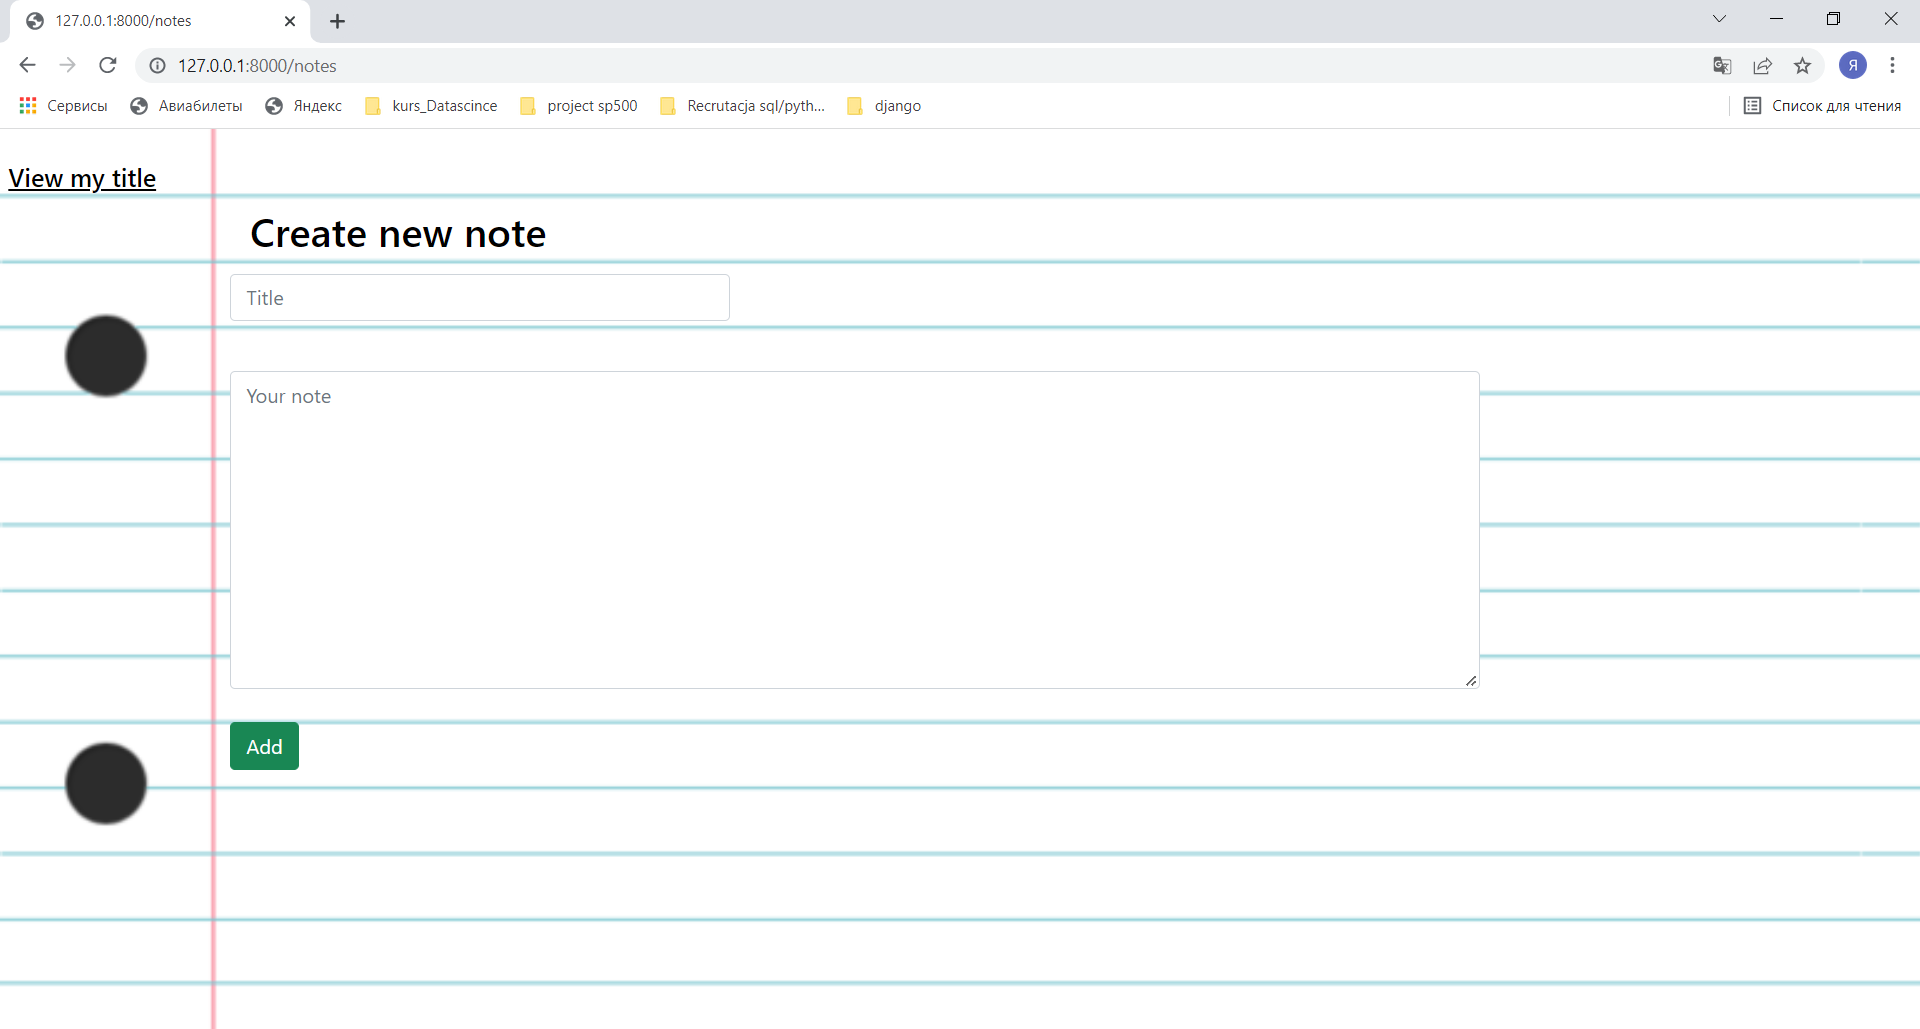 127.0.0.1:8000/notes
127.0.0.1:8000/notes
Я
Сервисы Авиабилеты Яндекс kurs_Datascince project sp500 Recrutacja sql/pyth... django Список для чтения
View my title
Create new note
Title
Your note
Add